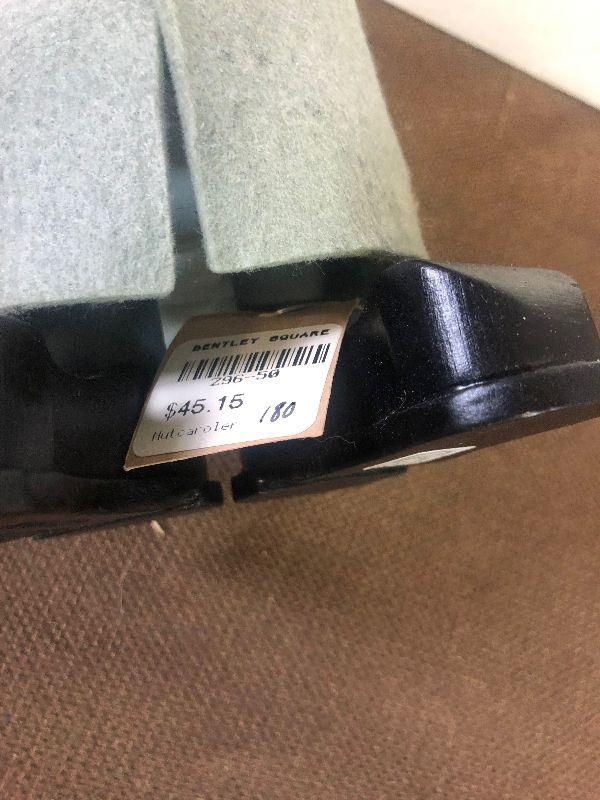 BENTLEY SQUARE
296-50
$45.15 180
Nutcaroler